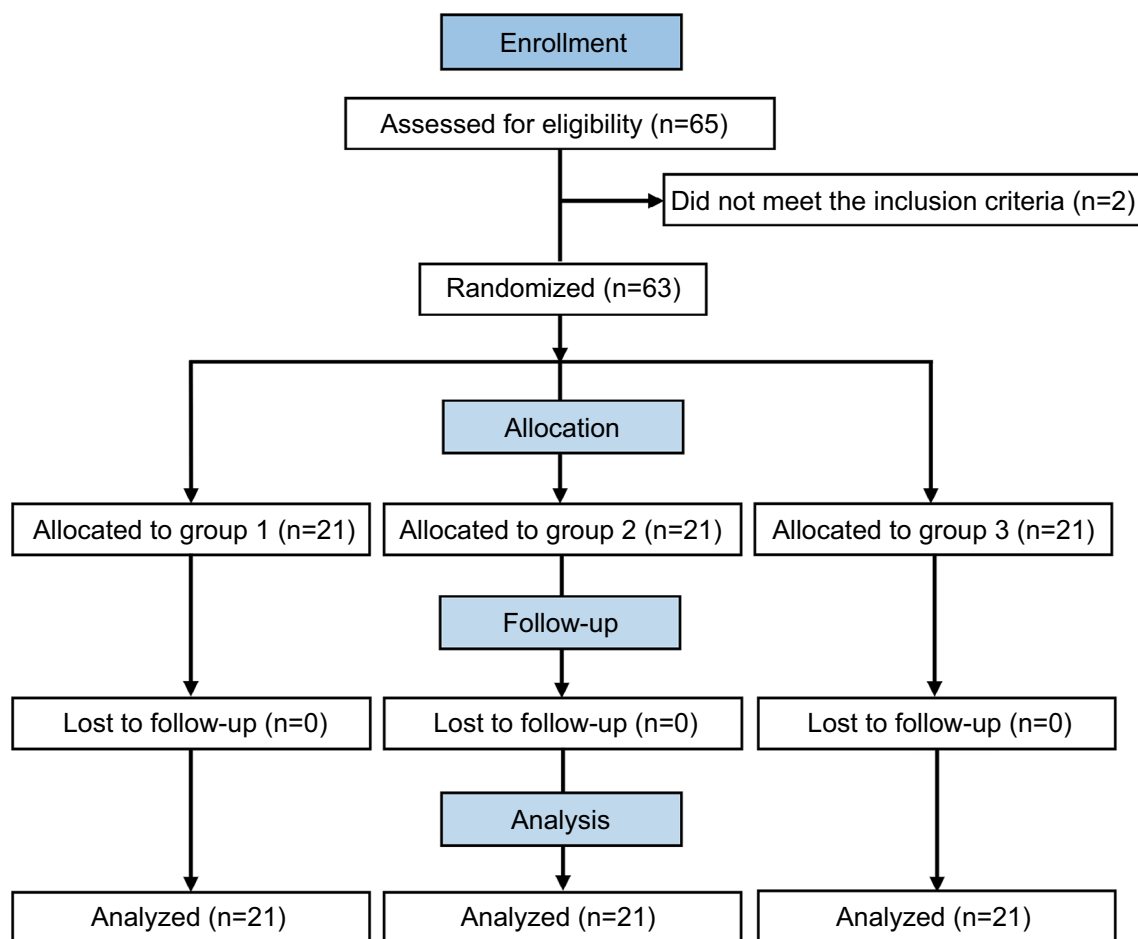 Enrollment
Assessed for eligibility (n=65)
Did not meet the inclusion criteria (n=2)
Randomized (n=63)
Allocation
Allocated to group 1 (n=21)
Allocated to group 2 (n=21)
Allocated to group 3 (n=21)
Follow-up
Lost to follow-up (n=0)
Lost to follow-up (n=0)
Lost to follow-up (n=0)
Analysis
Analyzed (n=21)
Analyzed (n=21)
Analyzed (n=21)